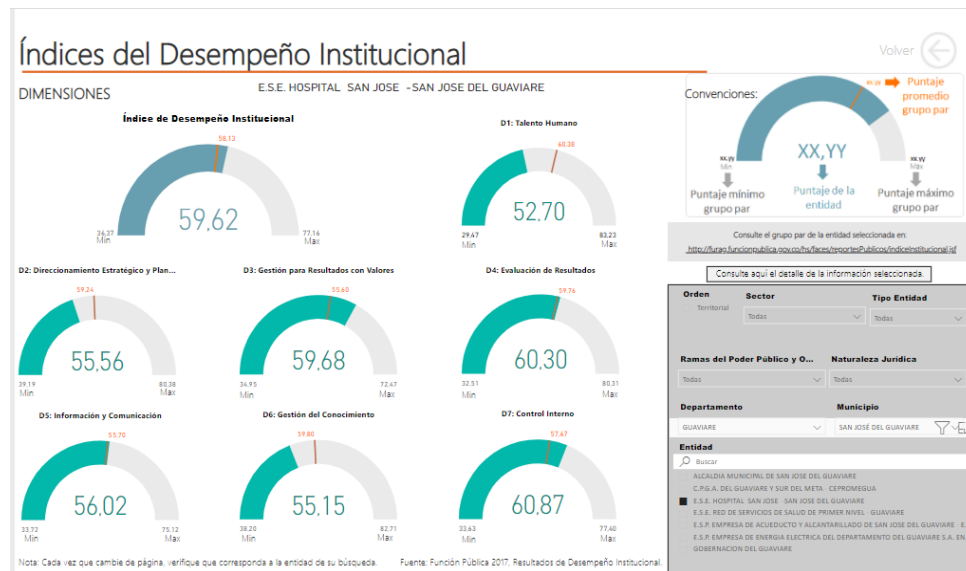 Índices del Desempeño Institucional
Volver
DIMENSIONES
E.S.E. HOSPITAL SAN JOSE -SAN JOSE DEL GUAVIARE
Índice de Desempeño Institucional
58,13
59,62
36,37
Min
77,16
Max
D1: Talento Humano
60,38
52,70
29,47
Min
83,23
Max
D2: Direccionamiento Estratégico y Plan...
59,24
55,56
39,19
Min
80,38
Max
D3: Gestión para Resultados con Valores
55,60
59,68
34,95
Min
72,47
Max
D4: Evaluación de Resultados
59,76
60,30
32,51
Min
80,31
Max
D5: Información y Comunicación
55,70
56,02
33,72
Min
75,12
Max
D6: Gestión del Conocimiento
59,80
55,15
38,20
Min
82,71
Max
D7: Control Interno
57,67
60,87
33,63
Min
77,40
Max
Nota: Cada vez que cambie de página, verifique que corresponda a la entidad de su búsqueda.
Fuente: Función Pública 2017, Resultados de Desempeño Institucional.
Convenciones:
xx,yy
Puntaje
promedio
grupo par
XX,YY
xx,yy
Min
xx,yy
Max
Puntaje mínimo
grupo par
Puntaje de la
entidad
Puntaje máximo
grupo par
Consulte el grupo par de la entidad seleccionada en:
http://furag.funcionpublica.gov.co/hs/faces/reportesPublicos/indiceInstitucional.jsf
Consulte aquí el detalle de la información seleccionada.
Orden
Territorial
Sector
Todas
Tipo Entidad
Todas
Ramas del Poder Público y O...
Todas
Naturaleza Jurídica
Todas
Departamento
GUAVIARE
Municipio
SAN JOSÉ DEL GUAVIARE
Entidad
Buscar
ALCALDIA MUNICIPAL DE SAN JOSE DEL GUAVIARE
C.P.G.A. DEL GUAVIARE Y SUR DEL META - CEPROMEGUA
E.S.E. HOSPITAL SAN JOSE - SAN JOSE DEL GUAVIARE
E.S.E. RED DE SERVICIOS DE SALUD DE PRIMER NIVEL - GUAVIARE
E.S.P. EMPRESA DE ACUEDUCTO Y ALCANTARILLADO DE SAN JOSE DEL GUAVIARE - E.
E.S.P. EMPRESA DE ENERGIA ELECTRICA DEL DEPARTAMENTO DEL GUAVIARE S.A. EN
GOBERNACION DEL GUAVIARE